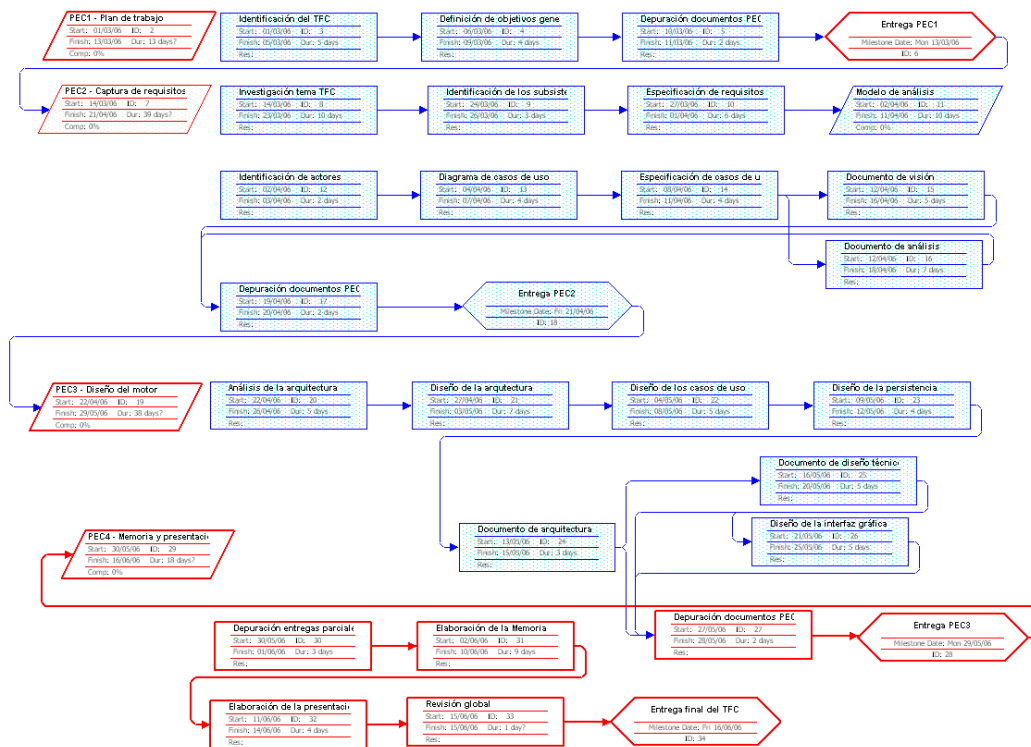 PEC1 - Plan de trabajo
Start: 01/03/06 ID: 2
Finish: 13/03/06 Dur: 13 days?
Comp: 0%
Identificación del TFC
Start: 01/03/06 ID: 3
Finish: 05/03/06 Dur: 5 days
Res:
Definición de objetivos gene
Start: 06/03/06 ID: 4
Finish: 09/03/06 Dur: 4 days
Res:
Depuración documentos PEC
Start: 10/03/06 ID: 5
Finish: 11/03/06 Dur: 2 days
Res:
Entrega PEC1
Milestone Date: Mon 13/03/06
ID: 6
PEC2 - Captura de requisitos
Start: 14/03/06 ID: 7
Finish: 21/04/06 Dur: 39 days?
Comp: 0%
Investigación tema TFC
Start: 14/03/06 ID: 8
Finish: 23/03/06 Dur: 10 days
Res:
Identificación de los subsiste
Start: 24/03/06 ID: 9
Finish: 26/03/06 Dur: 3 days
Res:
Especificación de requisitos
Start: 27/03/06 ID: 10
Finish: 01/04/06 Dur: 6 days
Res:
Modelo de análisis
Start: 02/04/06 ID: 11
Finish: 11/04/06 Dur: 10 days
Comp: 0%
Identificación de actores
Start: 02/04/06 ID: 12
Finish: 03/04/06 Dur: 2 days
Res:
Diagrama de casos de uso
Start: 04/04/06 ID: 13
Finish: 07/04/06 Dur: 4 days
Res:
Especificación de casos de u
Start: 08/04/06 ID: 14
Finish: 11/04/06 Dur: 4 days
Res:
Documento de visión
Start: 12/04/06 ID: 15
Finish: 16/04/06 Dur: 5 days
Res:
Documento de análisis
Start: 12/04/06 ID: 16
Finish: 18/04/06 Dur: 7 days
Res:
Depuración documentos PEC
Start: 19/04/06 ID: 17
Finish: 20/04/06 Dur: 2 days
Res:
Entrega PEC2
Milestone Date: Fri 21/04/06
ID: 18
PEC3 - Diseño del motor
Start: 22/04/06 ID: 19
Finish: 29/05/06 Dur: 38 days?
Comp: 0%
Análisis de la arquitectura
Start: 22/04/06 ID: 20
Finish: 26/04/06 Dur: 5 days
Res:
Diseño de la arqutectura
Start: 27/04/06 ID: 21
Finish: 03/05/06 Dur: 7 days
Res:
Diseño de los casos de uso
Start: 04/05/06 ID: 22
Finish: 08/05/06 Dur: 5 days
Res:
Diseño de la persistencia
Start: 09/05/06 ID: 23
Finish: 12/05/06 Dur: 4 days
Res:
Documento de diseño técnic
Start: 16/05/06 ID: 25
Finish: 20/05/06 Dur: 5 days
Res:
Documento de arquitectura
Start: 13/05/06 ID: 24
Finish: 15/05/06 Dur: 3 days
Res:
Diseño de la interfaz gráfica
Start: 21/05/06 ID: 26
Finish: 25/05/06 Dur: 5 days
Res:
PEC4 - Memoria y presentaci
Start: 30/05/06 ID: 29
Finish: 16/06/06 Dur: 18 days?
Comp: 0%
Depuración documentos PEC
Start: 27/05/06 ID: 27
Finish: 28/05/06 Dur: 2 days
Res:
Entrega PEC3
Milestone Date: Mon 29/05/06
ID: 28
Depuración entregas parciale
Start: 30/05/06 ID: 30
Finish: 01/06/06 Dur: 3 days
Res:
Elaboración de la Memoria
Start: 02/06/06 ID: 31
Finish: 10/06/06 Dur: 9 days
Res:
Elaboración de la presentaci
Start: 11/06/06 ID: 32
Finish: 14/06/06 Dur: 4 days
Res:
Revisión global
Start: 15/06/06 ID: 33
Finish: 15/06/06 Dur: 1 day?
Res:
Entrega final del TFC
Milestone Date: Fri 16/06/06
ID: 34